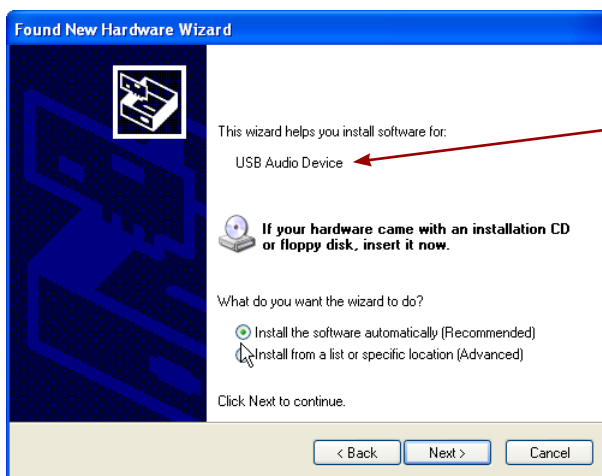 Found New Hardware Wizard
This wizard helps you install software for:
USB Audio Device
If your hardware came with an installation CD
or floppy disk, insert it now.
What do you want the wizard to do?
Install the software automatically (Recommended)
Install from a list or specific location (Advanced)
Click Next to continue.
< Back Next > Cancel